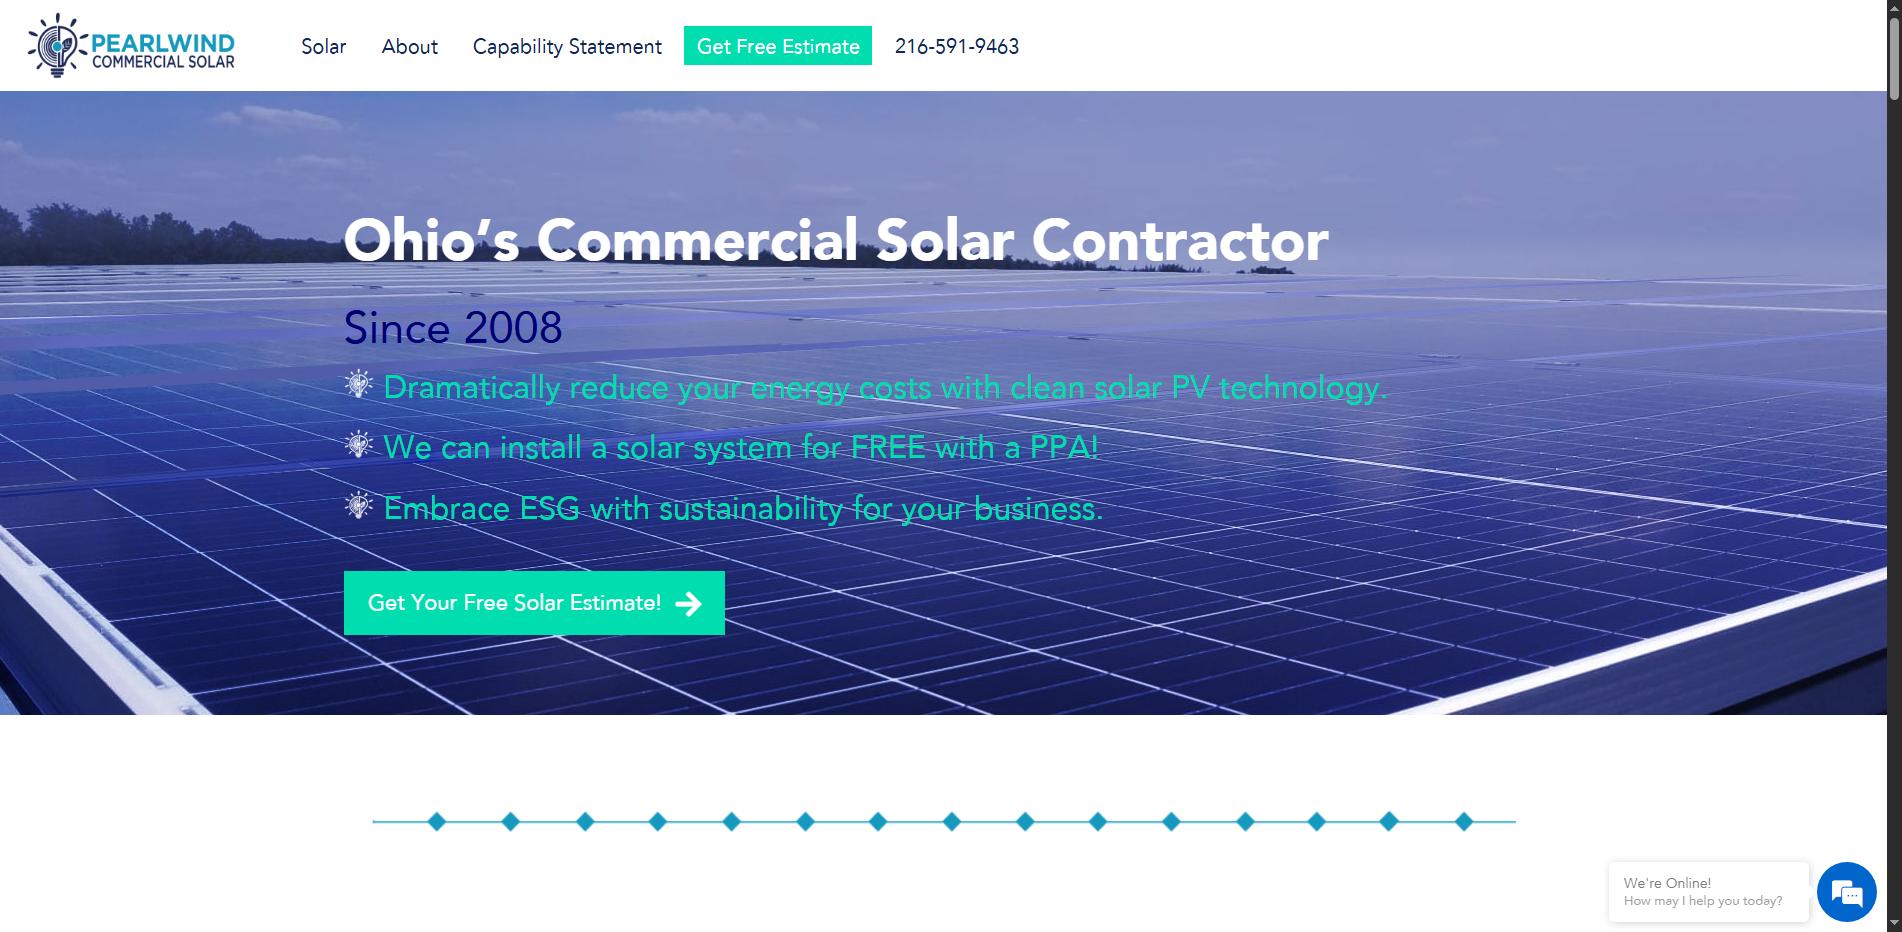 PEARLWIND
COMMERCIAL SOLAR
Solar
About
Capability Statement
Get Free Estimate
216-591-9463
Ohio’s Commercial Solar Contractor
Since 2008
Dramatically reduce your energy costs with clean solar PV technology.
We can install a solar system for FREE with a PPA!
Embrace ESG with sustainability for your business.
Get Your Free Solar Estimate!
We're Online!
How may I help you today?